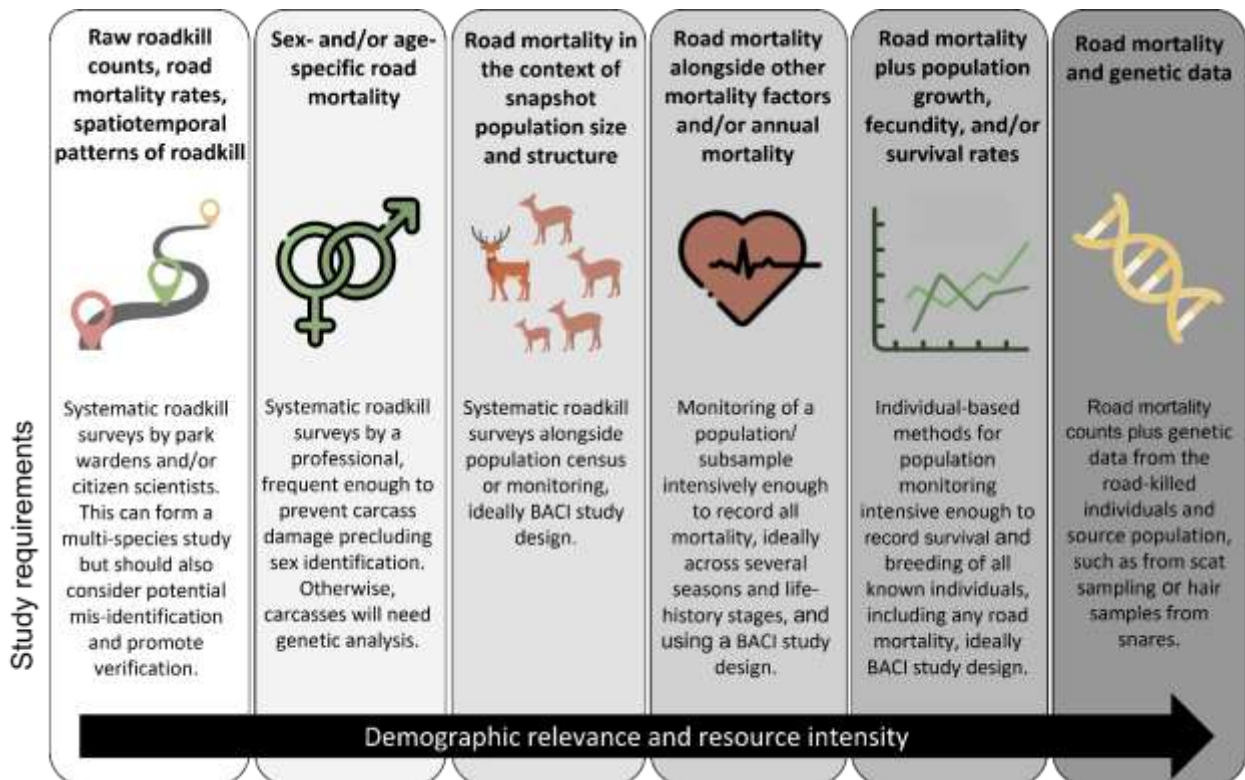 Raw roadkill
counts, road
mortality rates,
spatiotemporal
patterns of roadkill
Sex- and/or age-
specific road
mortality
Road mortality in
the context of
snapshot
population size
and structure
Road mortality
alongside other
mortality factors
and/or annual
mortality
Road mortality
plus population
growth,
fecundity, and/or
survival rates
Road mortality
and genetic data
Study requirements
Systematic roadkill
surveys by park
wardens and/or
citizen scientists.
This can form a
multi-species study
but should also
consider potential
mis-identification
and promote
verification.
Systematic roadkill
surveys by a
professional,
frequent enough to
prevent carcass
damage precluding
sex identification.
Otherwise,
carcasses will need
genetic analysis.
Systematic roadkill
surveys alongside
population census
or monitoring,
ideally BACI study
design.
Monitoring of a
population/
subsample
intensively enough
to record all
mortality, ideally
across several
seasons and life-
history stages, and
using a BACI study
design.
Individual-based
methods for
population
monitoring
intensive enough to
record survival and
breeding of all
known individuals,
including any road
mortality, ideally
BACI study design.
Road mortality
counts plus genetic
data from the
road-killed
individuals and
source population,
such as from scat
sampling or hair
samples from
snares.
Demographic relevance and resource intensity